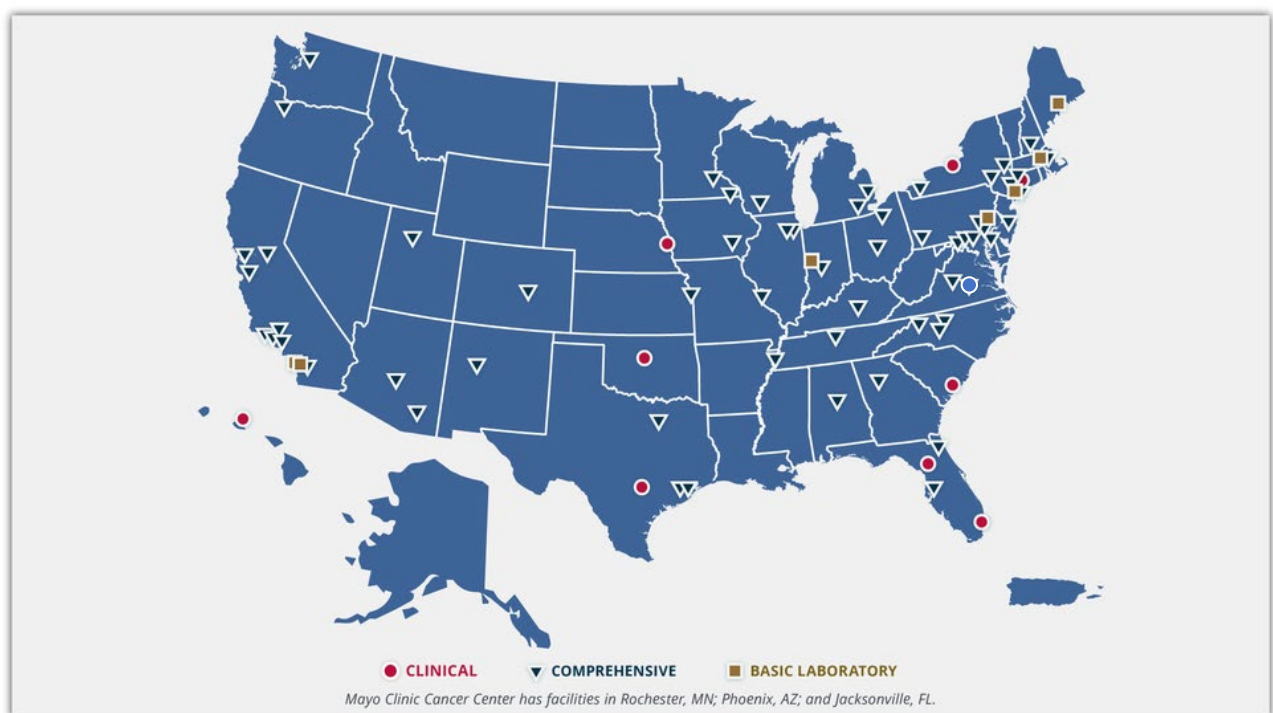 CLINICAL COMPREHENSIVE BASIC LABORATORY
Mayo Clinic Cancer Center has facilities in Rochester, MN; Phoenix, AZ; and Jacksonville, FL.